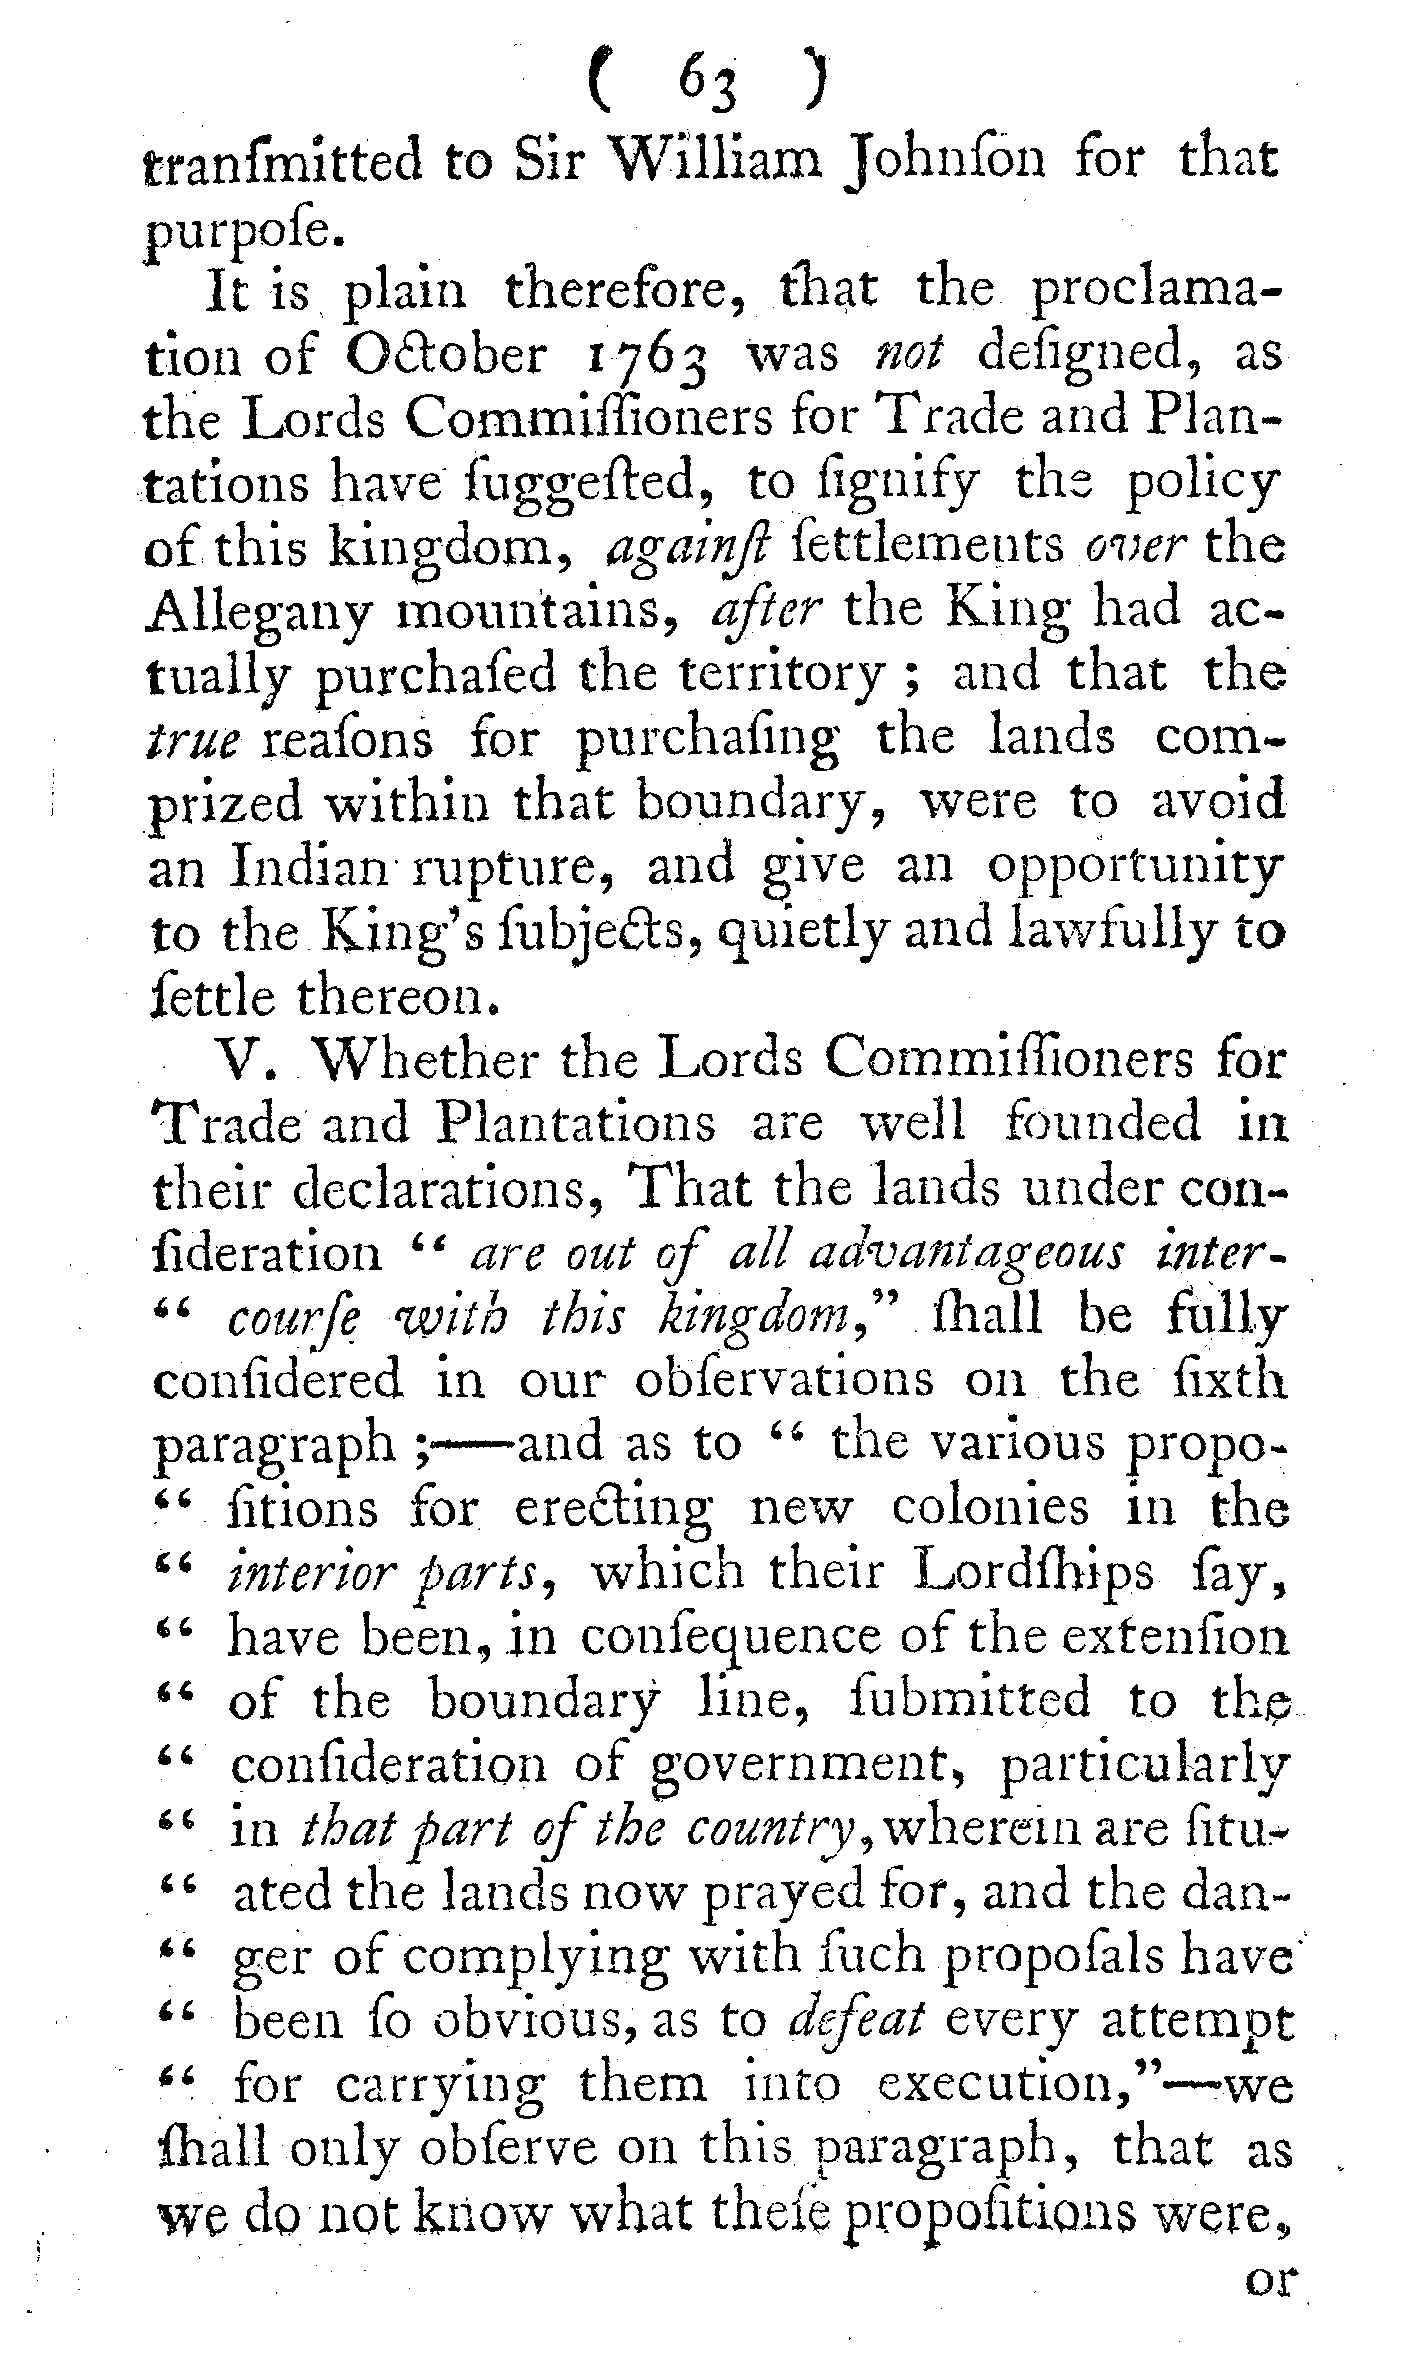 ( 63 )
tranſmitted to Sir William Johnſon for that
purpoſe.
It is plain therefore, that the proclama-
tion of October 1763 was not deſigned, as
the Lords Commiſſioners for Trade and Plan-
tations have ſuggeſted, to ſignify the policy
of this kingdom, againſt ſettlements over the
Allegany mountains, after the King had ac-
tually purchaſed the territory ; and that the
true reaſons for purchaſing the lands com-
prized within that boundary, were to avoid
an Indian rupture, and give an opportunity
to the King's ſubjects, quietly and lawfully to
ſettle thereon.
V. Whether the Lords Commiſſioners for
Trade and Plantations are well founded in
their declarations, That the lands under con-
ſideration “ are out of all advantageous inter-
“ courſe with this kingdom,” ſhall be fully
conſidered in our obſervations on the ſixth
paragraph ;—and as to “ the various propo-
“ ſitions for erecting new colonies in the
“ interior parts, which their Lordſhips ſay,
“ have been, in conſequence of the extenſion
“ of the boundary line, ſubmitted to the
“ conſideration of government, particularly
“ in that part of the country, wherein are ſitu-
“ ated the lands now prayed for, and the dan-
“ ger of complying with ſuch propoſals have
“ been ſo obvious, as to defeat every attempt
“ for carrying them into execution,”—we
ſhall only obſerve on this paragraph, that as
we do not know what theſe propoſitions were,
or